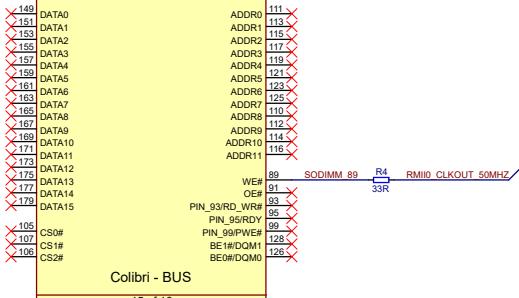 149 DATA0 ADDR0 111
151 DATA1 ADDR1 113
153 DATA2 ADDR2 115
155 DATA3 ADDR3 117
157 DATA4 ADDR4 119
159 DATA5 ADDR5 121
161 DATA6 ADDR6 123
163 DATA7 ADDR7 125
165 DATA8 ADDR8 110
167 DATA9 ADDR9 112
169 DATA10 ADDR10 114
171 DATA11 ADDR11 116
173 DATA12
175 DATA13 WE# 89 SODIMM_89 R4 33R RMII0_CLKOUT_50MHZ
177 DATA14 OE# 91
179 DATA15 PIN_93/RD_WR# 93
PIN_95/RDY 95
105 CS0# PIN_99/PWE# 99
107 CS1# BE1#/DQM1 128
106 CS2# BE0#/DQM0 126
Colibri - BUS